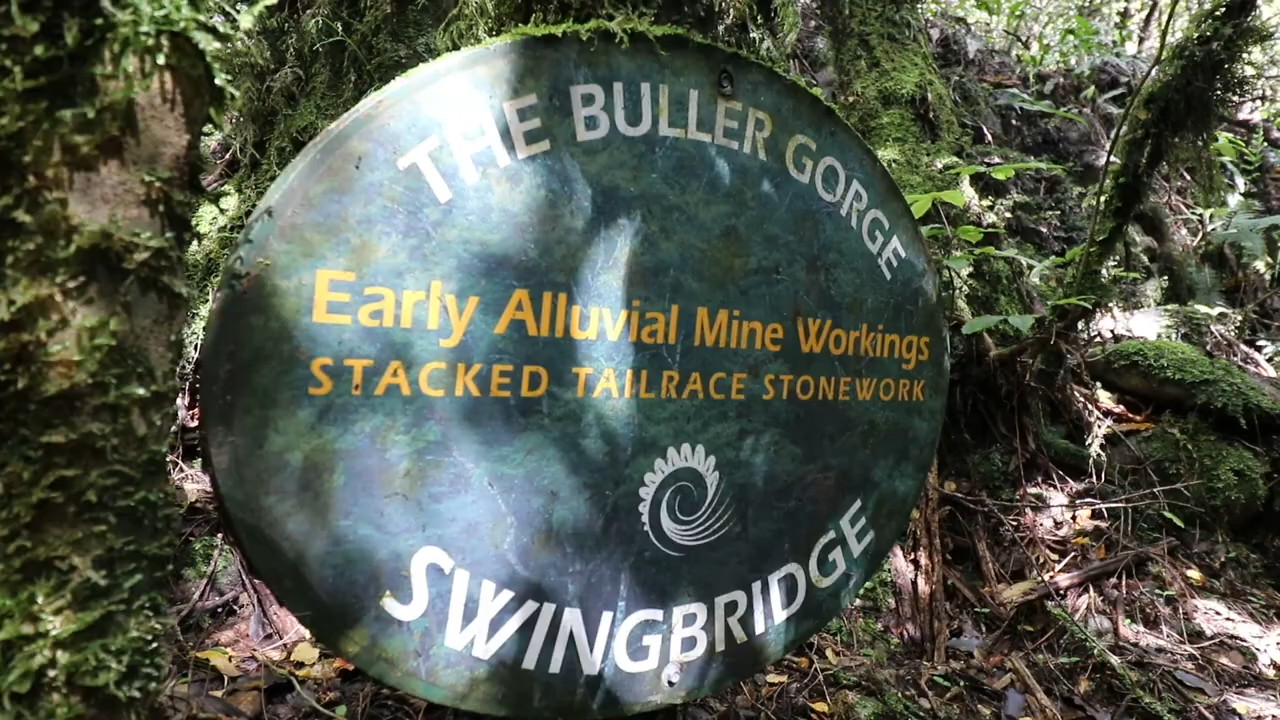 THE BULLER GORGE
Early Alluvial Mine Workings
STACKED TAILRACE STONEWORK
SWINGBRIDGE